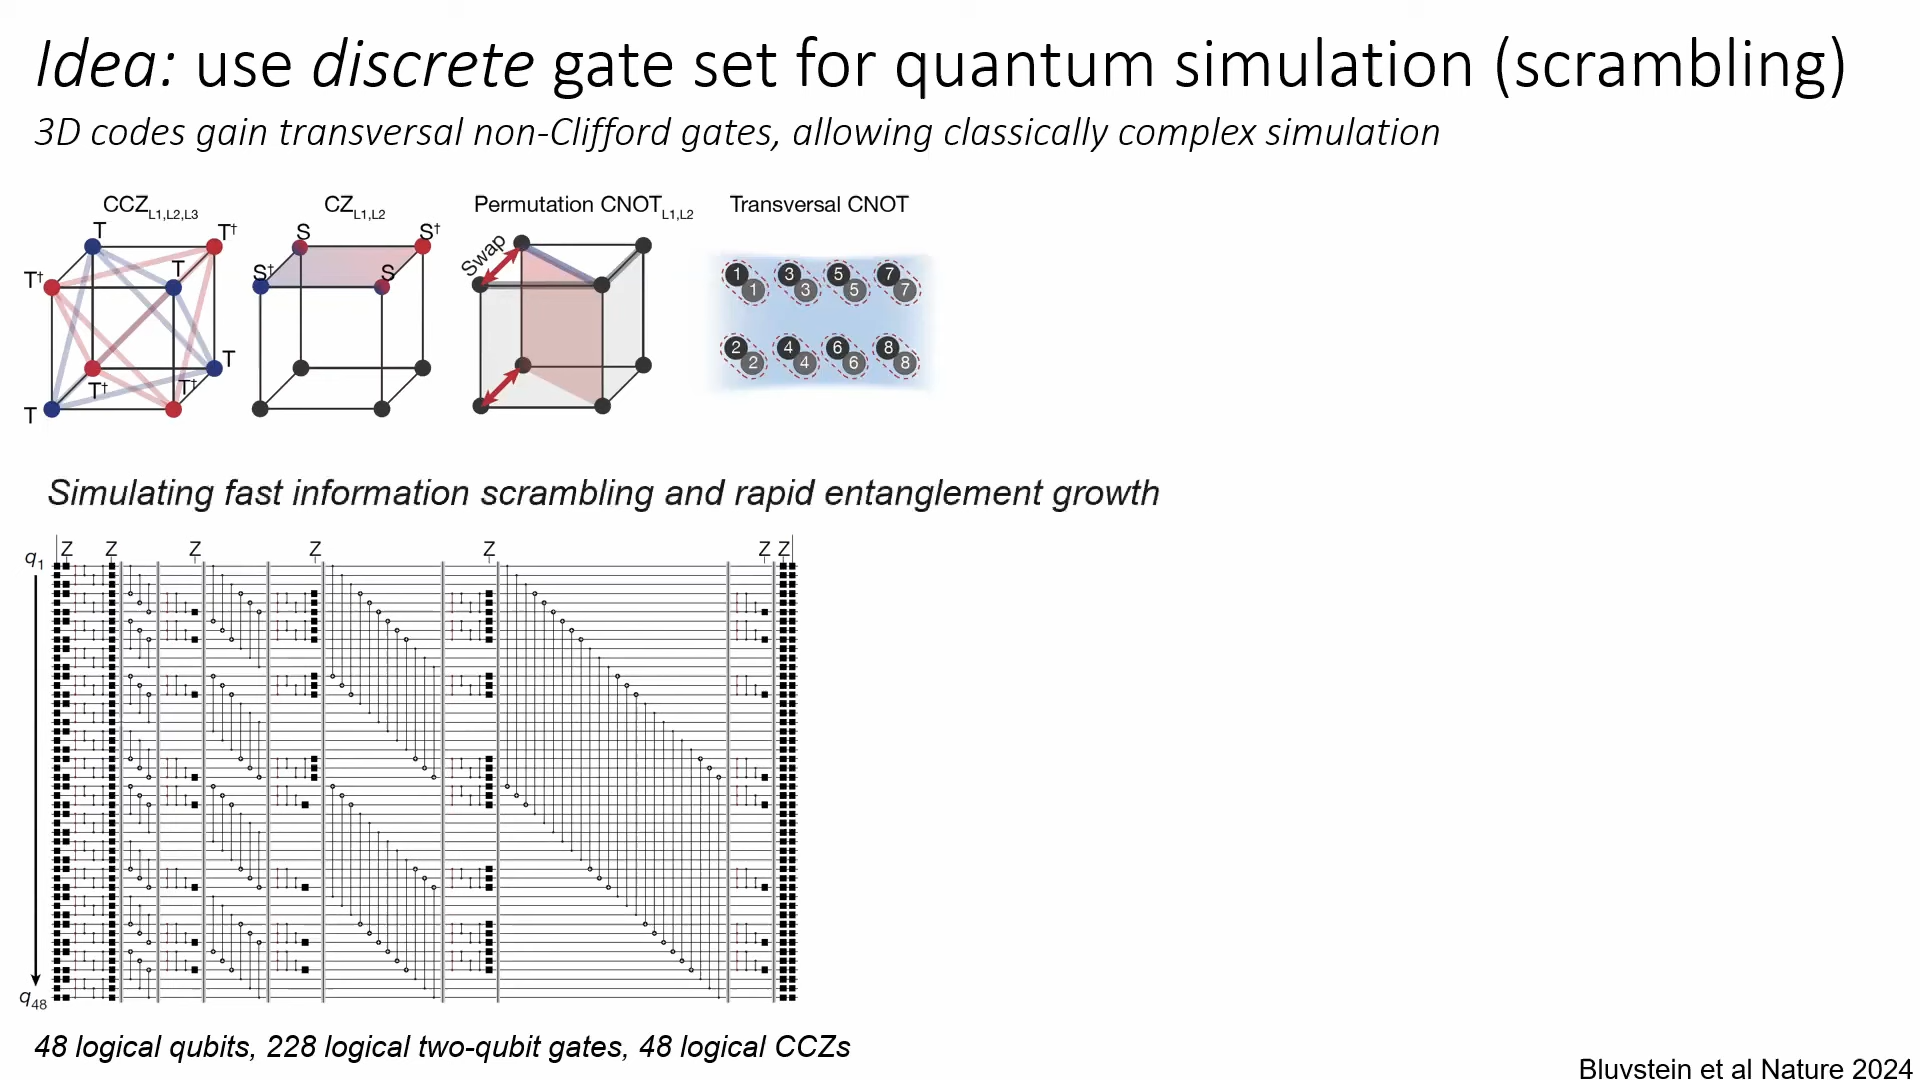 Idea: use discrete gate set for quantum simulation (scrambling)
3D codes gain transversal non-Clifford gates, allowing classically complex simulation
CCZL1,L2,L3
CZL1,L2
Permutation CNOTL1,L2
Transversal CNOT
T
T†
T†
T
T
T†
T†
T
S
S†
S†
S
Swap
1 3 5 7
1 3 5 7
2 4 6 8
2 4 6 8
Simulating fast information scrambling and rapid entanglement growth
Z Z Z Z Z Z Z
q1
q48
48 logical qubits, 228 logical two-qubit gates, 48 logical CCZs
Bluvstein et al Nature 2024